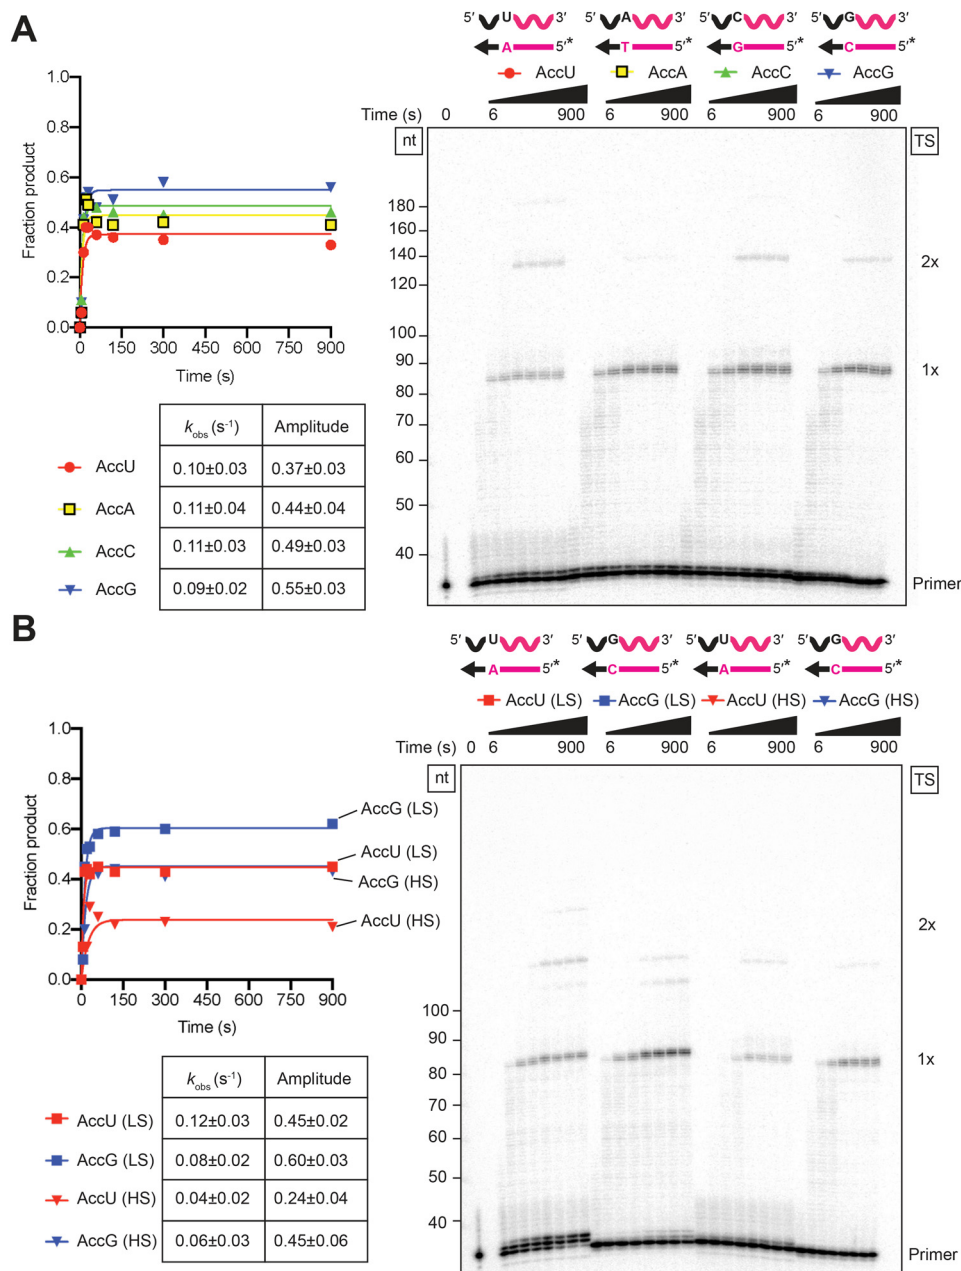 A
5′ U 3′ 5′ A 3′ 5′ C 3′ 5′ G 3′
A 5′* T 5′* G 5′* C 5′*
AccU AccA AccC AccG
Time (s) 0 6 900 6 900 6 900 6 900
nt TS
180
160
140
120
100
90
80
70
60
50
40
2x
1x
Primer
Fraction product
1.0
0.8
0.6
0.4
0.2
0.0
0 150 300 450 600 750 900
Time (s)
kobs (s-1) Amplitude
AccU 0.10±0.03 0.37±0.03
AccA 0.11±0.04 0.44±0.04
AccC 0.11±0.03 0.49±0.03
AccG 0.09±0.02 0.55±0.03
B
5′ U 3′ 5′ G 3′ 5′ U 3′ 5′ G 3′
A 5′* C 5′* A 5′* C 5′*
AccU (LS) AccG (LS) AccU (HS) AccG (HS)
Time (s) 0 6 900 6 900 6 900 6 900
nt TS
100
90
80
70
60
50
40
2x
1x
Primer
Fraction product
1.0
0.8
0.6
0.4
0.2
0.0
0 150 300 450 600 750 900
Time (s)
AccG (LS)
AccU (LS)
AccG (HS)
AccU (HS)
kobs (s-1) Amplitude
AccU (LS) 0.12±0.03 0.45±0.02
AccG (LS) 0.08±0.02 0.60±0.03
AccU (HS) 0.04±0.02 0.24±0.04
AccG (HS) 0.06±0.03 0.45±0.06